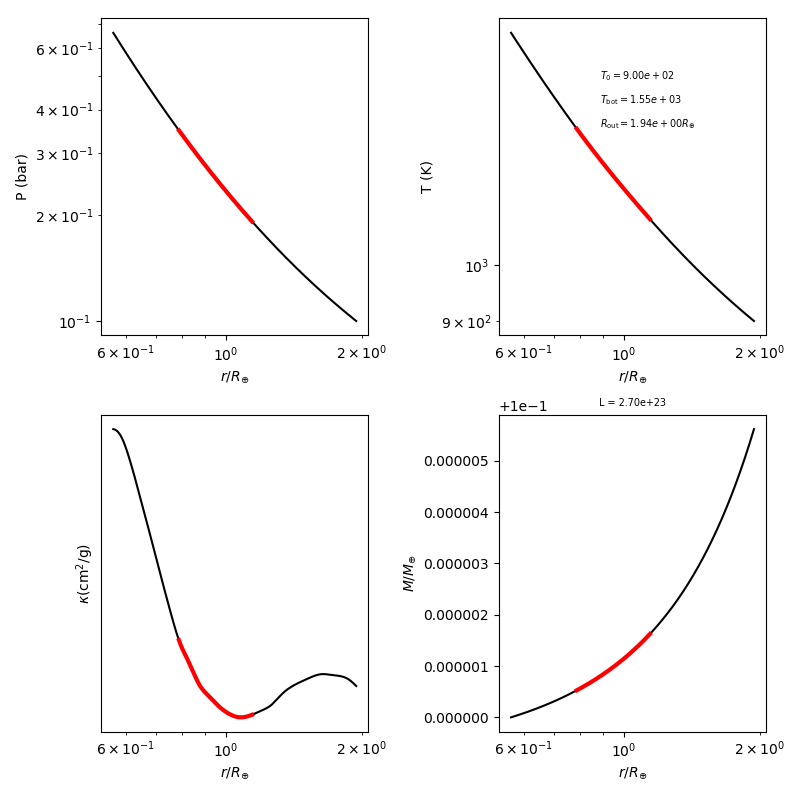 P (bar)
6 × 10⁻¹
4 × 10⁻¹
3 × 10⁻¹
2 × 10⁻¹
10⁻¹
6 × 10⁻¹
10⁰
2 × 10⁰
r/R⊕
T (K)
T₀ = 9.00e + 02
T_bot = 1.55e + 03
R_out = 1.94e + 00R⊕
10³
9 × 10²
6 × 10⁻¹
10⁰
2 × 10⁰
r/R⊕
κ(cm²/g)
6 × 10⁻¹
10⁰
2 × 10⁰
r/R⊕
+1e−1
L = 2.70e+23
M/M⊕
0.000005
0.000004
0.000003
0.000002
0.000001
0.000000
6 × 10⁻¹
10⁰
2 × 10⁰
r/R⊕